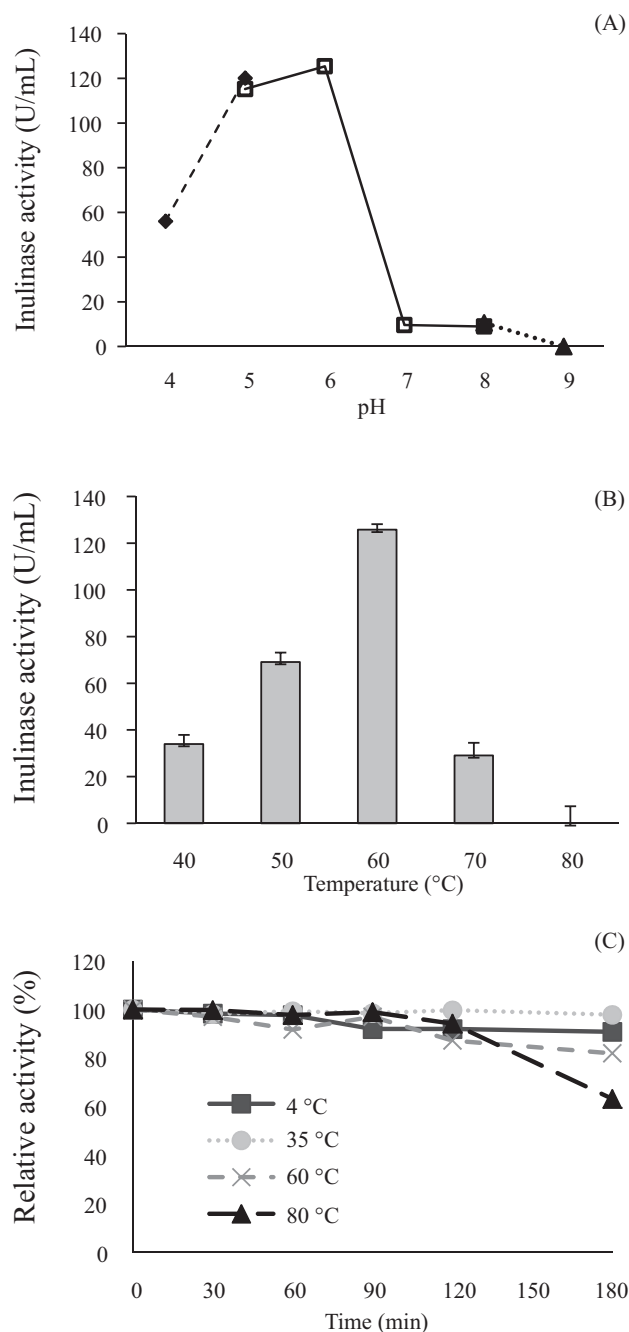 (A)
Inulinase activity (U/mL)
140
120
100
80
60
40
20
0
4 5 6 7 8 9
pH
(B)
Inulinase activity (U/mL)
140
120
100
80
60
40
20
0
40 50 60 70 80
Temperature (°C)
(C)
Relative activity (%)
120
100
80
60
40
20
0
4 °C
35 °C
60 °C
80 °C
0 30 60 90 120 150 180
Time (min)